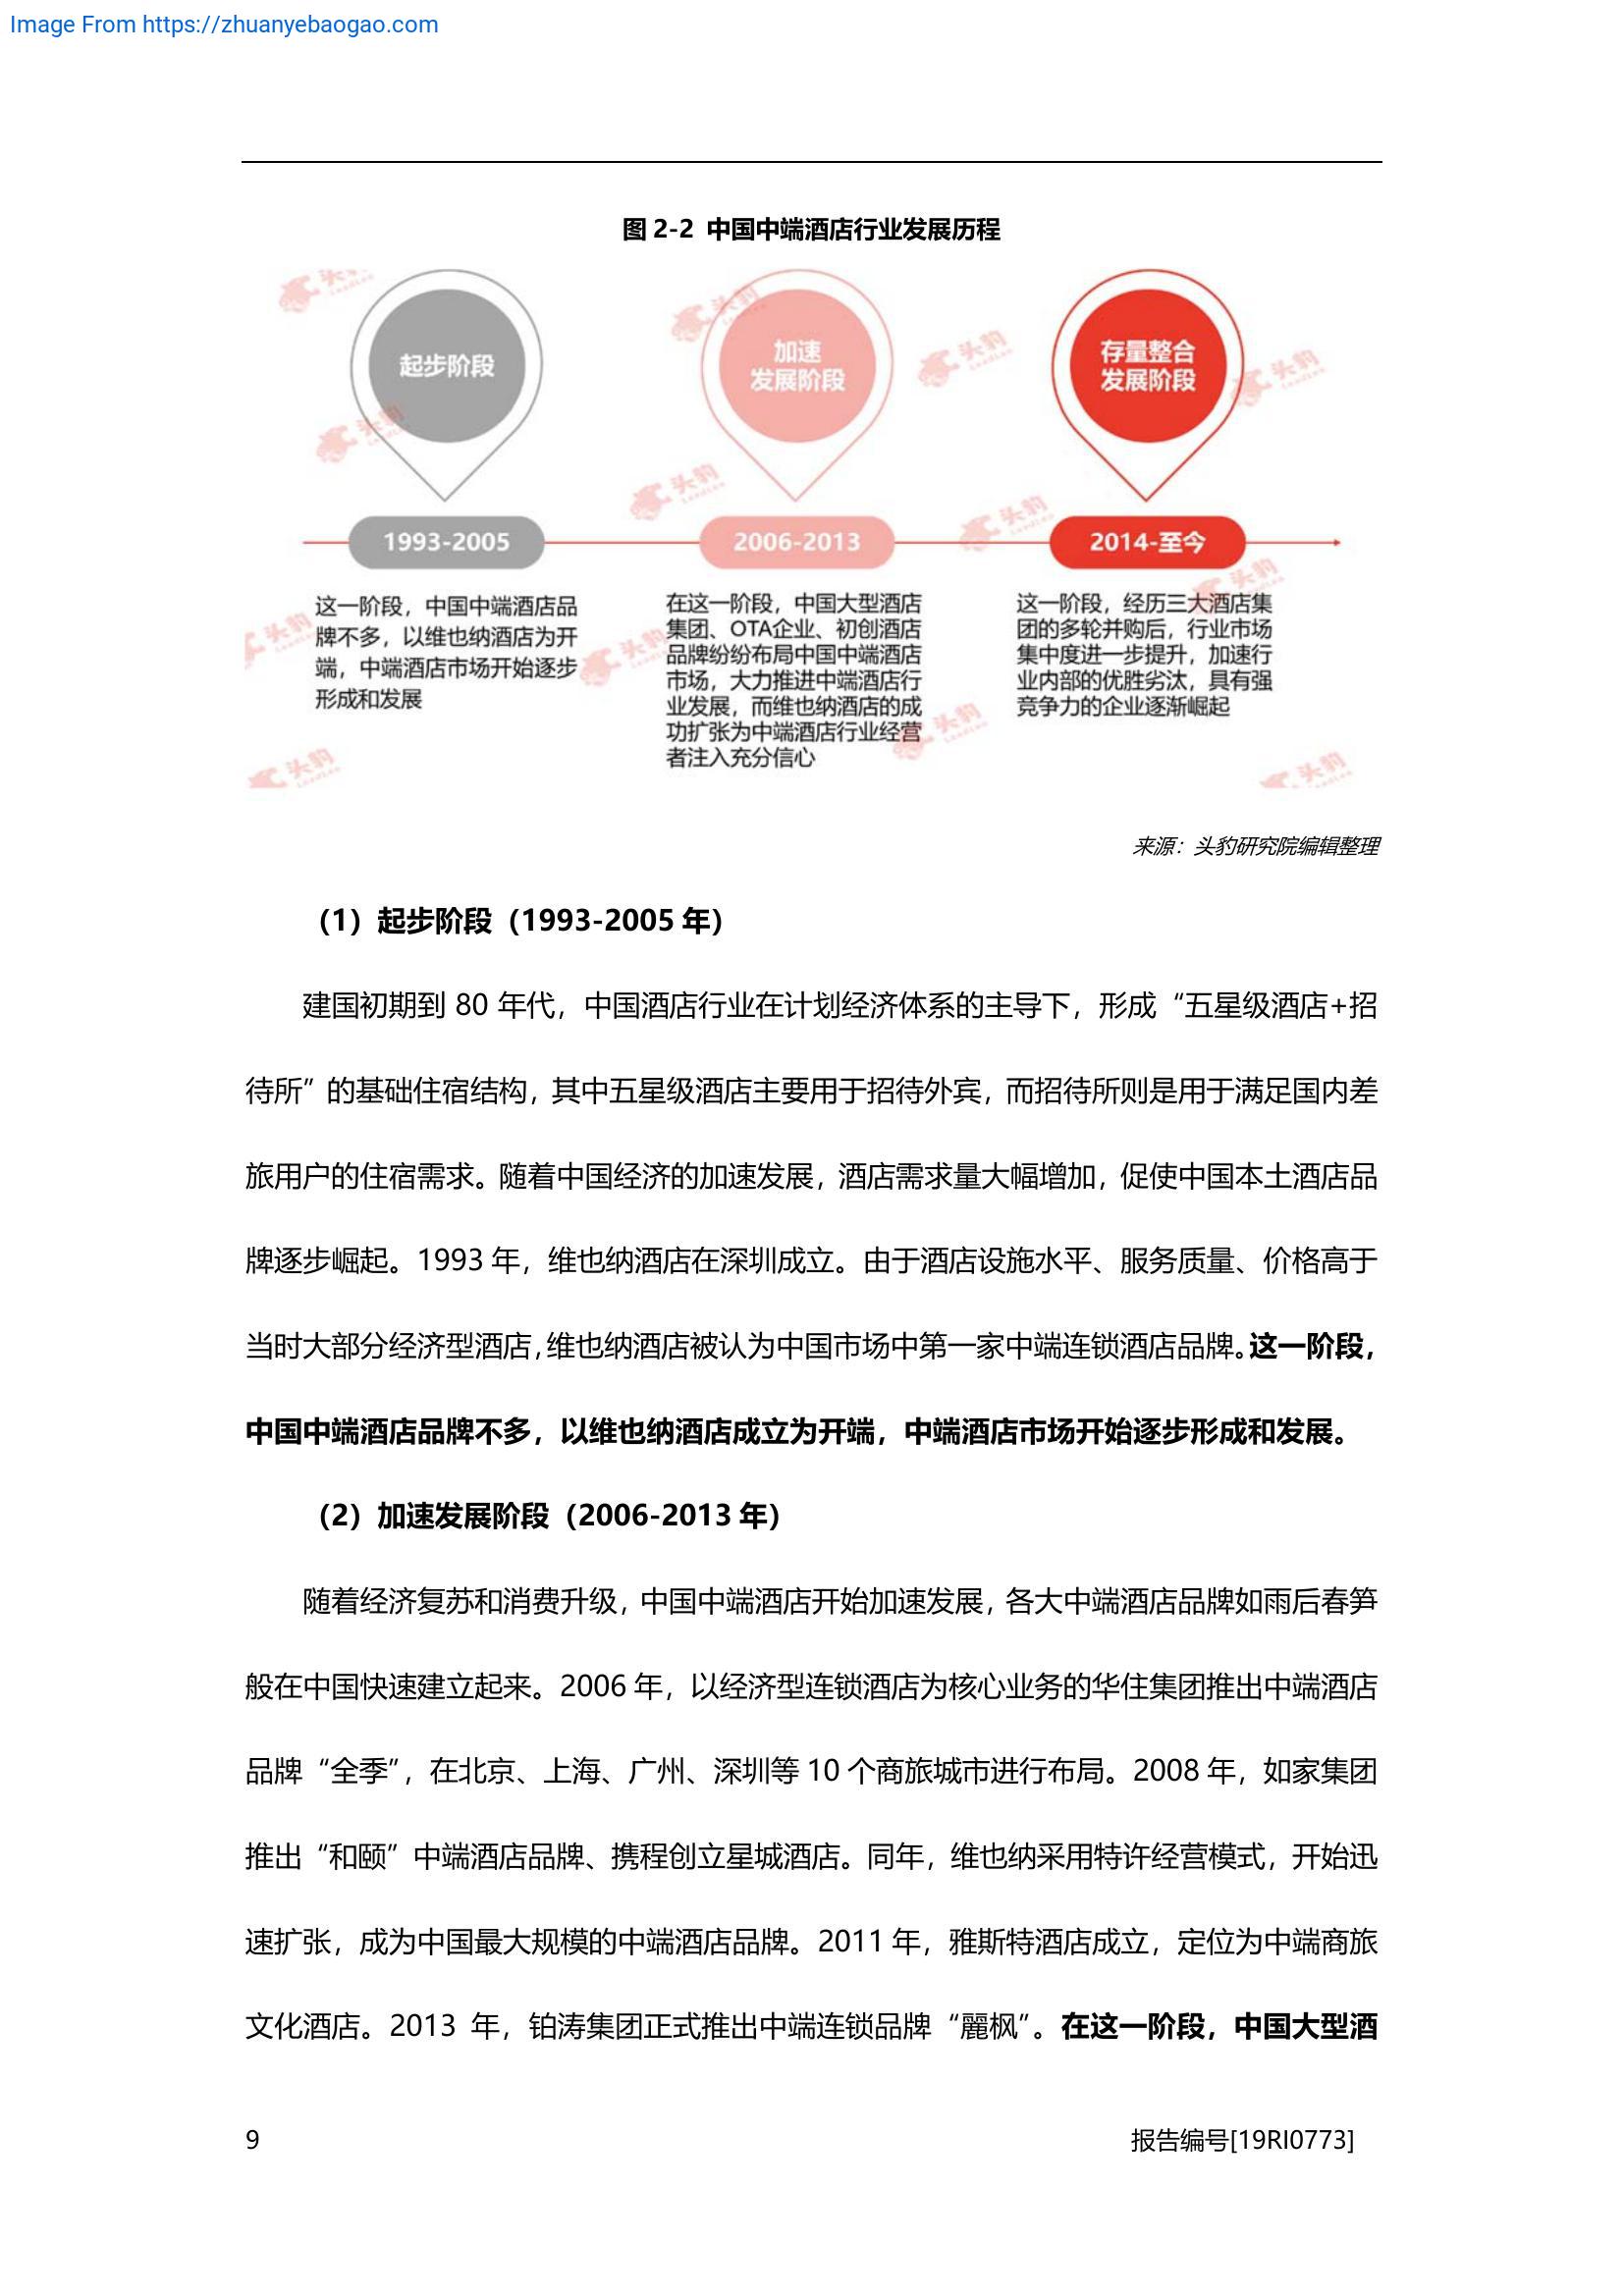 Image From https://zhuanyebaogao.com
图 2-2 中国中端酒店行业发展历程
起步阶段
加速
发展阶段
存量整合
发展阶段
1993-2005
2006-2013
2014-至今
这一阶段，中国中端酒店品
牌不多，以维也纳酒店为开
端，中端酒店市场开始逐步
形成和发展
在这一阶段，中国大型酒店
集团、OTA企业、初创酒店
品牌纷纷布局中国中端酒店
市场，大力推进中端酒店行
业发展，而维也纳酒店的成
功扩张为中端酒店行业经营
者注入充分信心
这一阶段，经历三大酒店集
团的多轮并购后，行业市场
集中度进一步提升，加速行
业内部的优胜劣汰，具有强
竞争力的企业逐渐崛起
头豹
LeadLeo
来源：头豹研究院编辑整理
（1）起步阶段（1993-2005 年）
建国初期到 80 年代，中国酒店行业在计划经济体系的主导下，形成“五星级酒店+招
待所”的基础住宿结构，其中五星级酒店主要用于招待外宾，而招待所则是用于满足国内差
旅用户的住宿需求。随着中国经济的加速发展，酒店需求量大幅增加，促使中国本土酒店品
牌逐步崛起。1993 年，维也纳酒店在深圳成立。由于酒店设施水平、服务质量、价格高于
当时大部分经济型酒店，维也纳酒店被认为中国市场中第一家中端连锁酒店品牌。这一阶段，
中国中端酒店品牌不多，以维也纳酒店成立为开端，中端酒店市场开始逐步形成和发展。
（2）加速发展阶段（2006-2013 年）
随着经济复苏和消费升级，中国中端酒店开始加速发展，各大中端酒店品牌如雨后春笋
般在中国快速建立起来。2006 年，以经济型连锁酒店为核心业务的华住集团推出中端酒店
品牌“全季”，在北京、上海、广州、深圳等 10 个商旅城市进行布局。2008 年，如家集团
推出“和颐”中端酒店品牌、携程创立星城酒店。同年，维也纳采用特许经营模式，开始迅
速扩张，成为中国最大规模的中端酒店品牌。2011 年，雅斯特酒店成立，定位为中端商旅
文化酒店。2013 年，铂涛集团正式推出中端连锁品牌“麗枫”。在这一阶段，中国大型酒
9
报告编号[19RI0773]